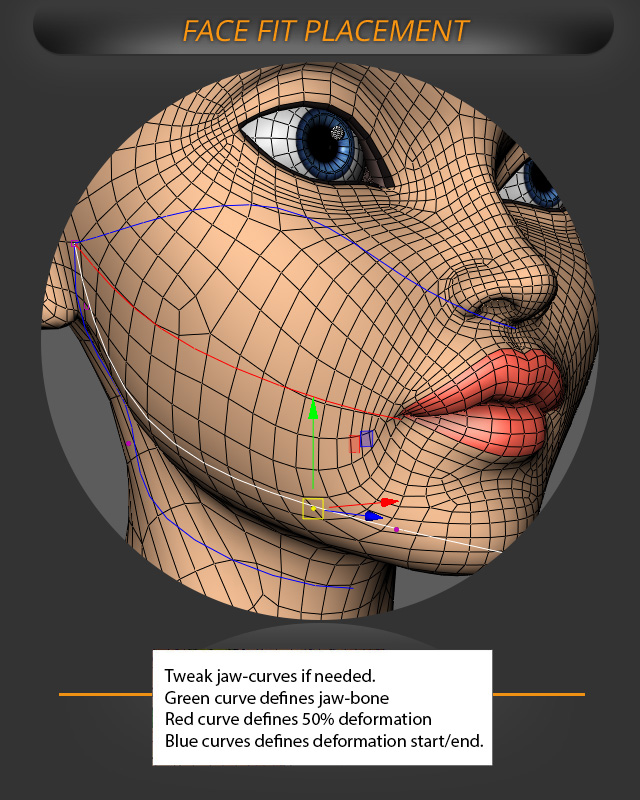 FACE FIT PLACEMENT
Tweak jaw-curves if needed.
Green curve defines jaw-bone
Red curve defines 50% deformation
Blue curves defines deformation start/end.